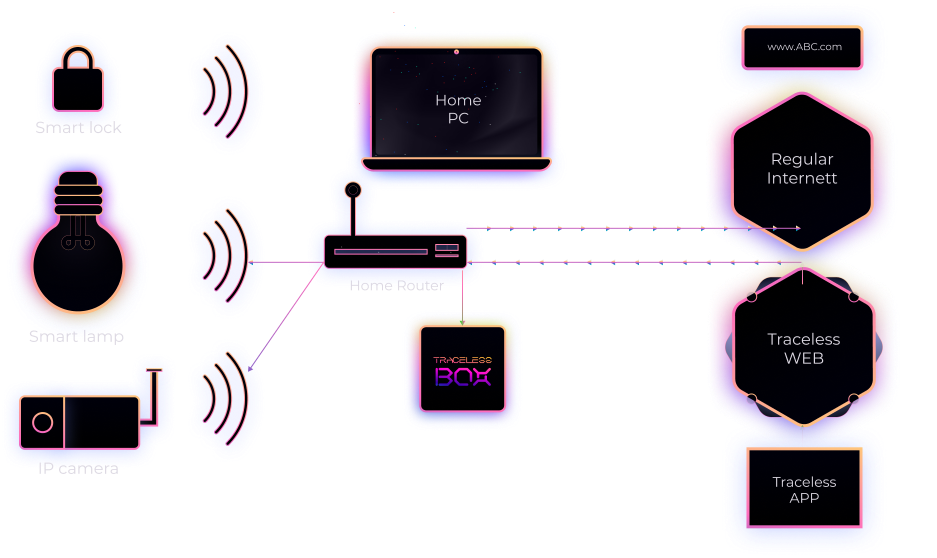 Smart lock
Smart lamp
IP camera
Home
PC
Home Router
TRACELESS
BOX
www.ABC.com
Regular
Internett
Traceless
WEB
Traceless
APP